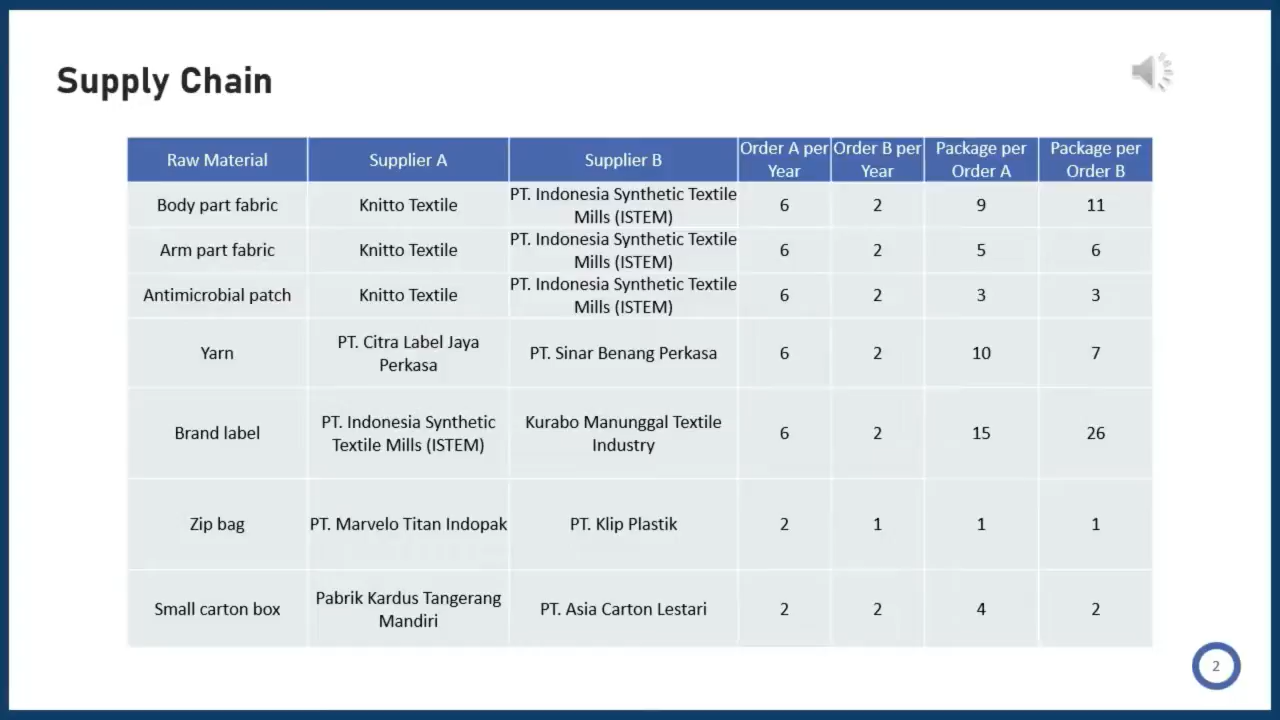 Supply Chain
Raw Material
Supplier A
Supplier B
Order A per
Year
Order B per
Year
Package per
Order A
Package per
Order B
Body part fabric
Knitto Textile
PT. Indonesia Synthetic Textile
Mills (ISTEM)
6
2
9
11
Arm part fabric
Knitto Textile
PT. Indonesia Synthetic Textile
Mills (ISTEM)
6
2
5
6
Antimicrobial patch
Knitto Textile
PT. Indonesia Synthetic Textile
Mills (ISTEM)
6
2
3
3
Yarn
PT. Citra Label Jaya
Perkasa
PT. Sinar Benang Perkasa
6
2
10
7
Brand label
PT. Indonesia Synthetic
Textile Mills (ISTEM)
Kurabo Manunggal Textile
Industry
6
2
15
26
Zip bag
PT. Marvelo Titan Indopak
PT. Klip Plastik
2
1
1
1
Small carton box
Pabrik Kardus Tangerang
Mandiri
PT. Asia Carton Lestari
2
2
4
2
2